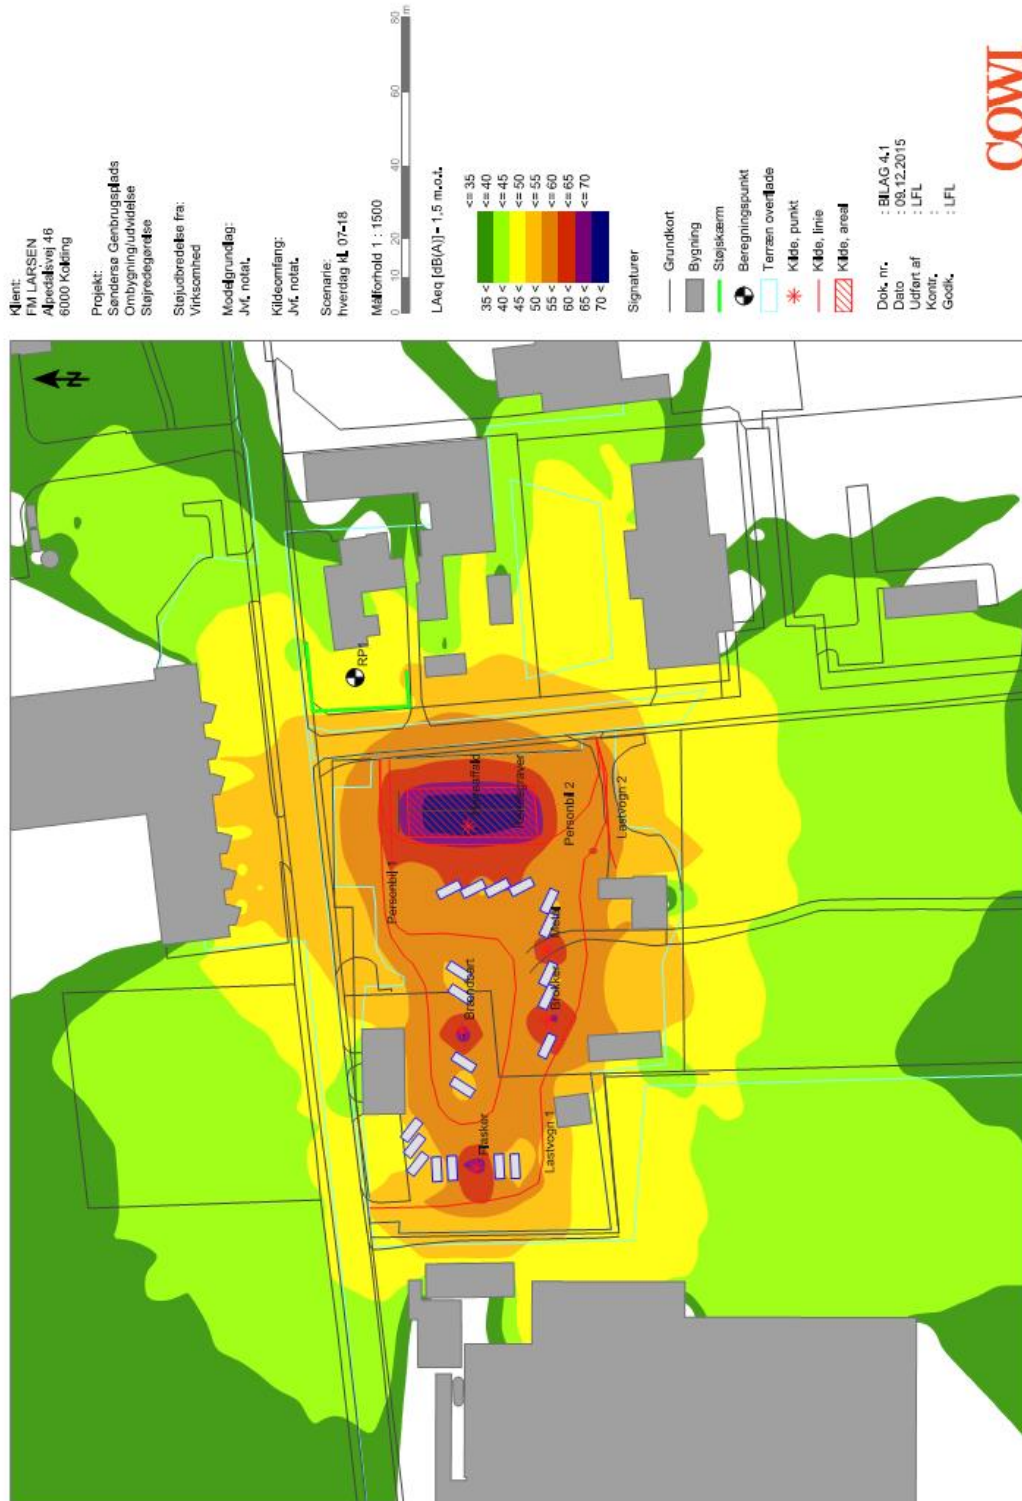 Klient:
FM LARSEN
Alpedalsvej 46
6000 Kolding
Projekt:
Søndersø Genbrugsplads
Ombygning/udvidelse
Støjredegørelse
Støjudbredelse fra:
Virksomhed
Modelgrundlag:
Jvf. notat.
Kildeomfang:
Jvf. notat.
Scenarie:
hverdag kl. 07-18
Målforhold 1 : 1500
0 10 20 40 60 80
m
LAeq [dB(A)] - 1,5 m.o.t.
<= 35
35 < <= 40
40 < <= 45
45 < <= 50
50 < <= 55
55 < <= 60
60 < <= 65
65 < <= 70
70 <
Signaturer
Grundkort
Bygning
Støjskærm
Beregningspunkt
Terræn overflade
Kilde, punkt
Kilde, linie
Kilde, areal
Dok. nr. : BILAG 4.1
Dato : 09.12.2015
Udført af : LFL
Kontr. :
Godk. : LFL
COWI
N
RP1
Personbil 1
Personbil 2
Lastvogn 2
Brændbart
Brokker
Metal
Flasker
Lastvogn 1